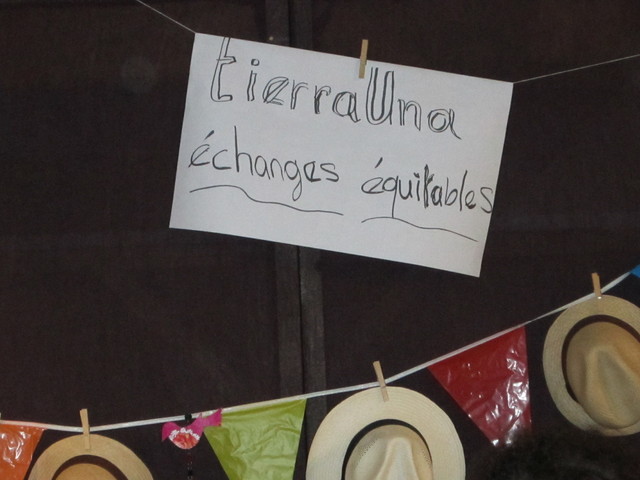 tierraUna
échanges équitables